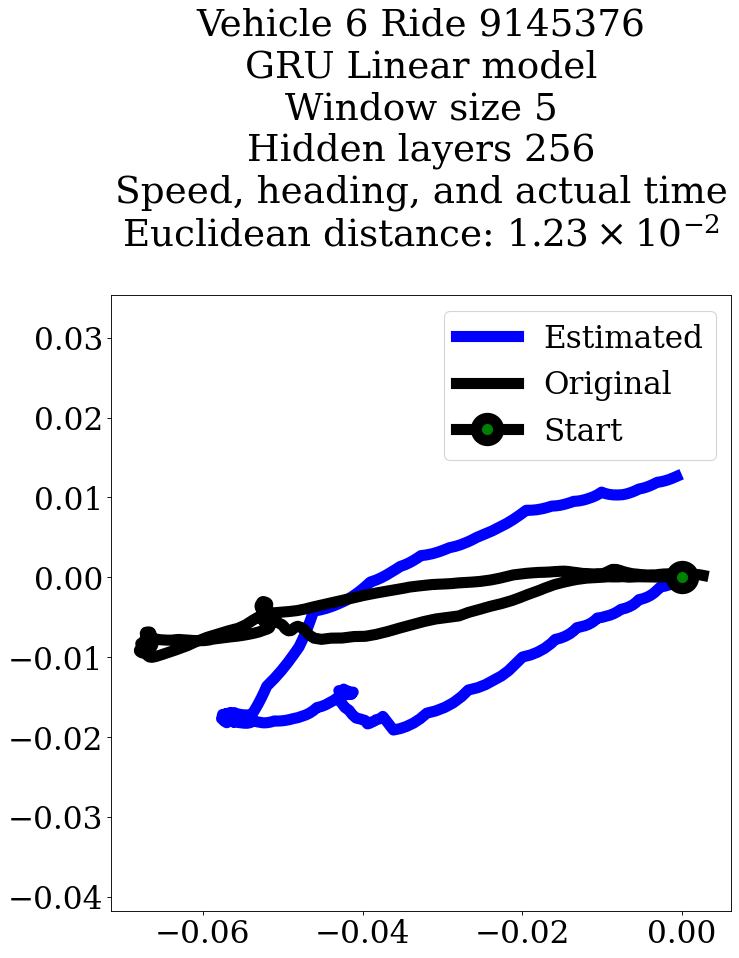 Vehicle 6 Ride 9145376
GRU Linear model
Window size 5
Hidden layers 256
Speed, heading, and actual time
Euclidean distance: 1.23 × 10⁻²
Estimated
Original
Start
0.03
0.02
0.01
0.00
−0.01
−0.02
−0.03
−0.04
−0.06
−0.04
−0.02
0.00